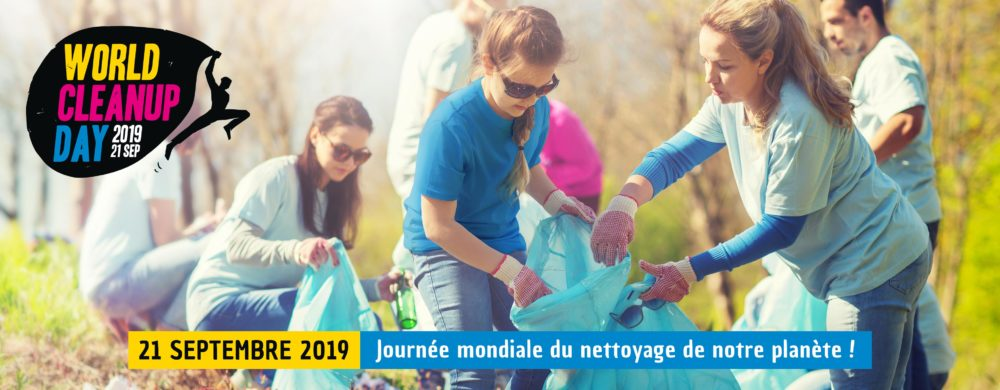 WORLD
CLEANUP
DAY 2019
21 SEP
21 SEPTEMBRE 2019
Journée mondiale du nettoyage de notre planète !